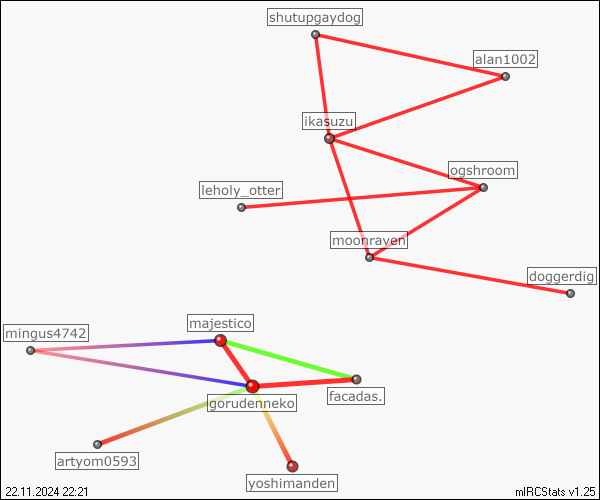 shutupgaydog
alan1002
ikasuzu
ogshroom
leholy_otter
moonraven
doggerdig
majestico
mingus4742
facadas.
gorudenneko
artyom0593
yoshimanden
22.11.2024 22:21
mIRCStats v1.25